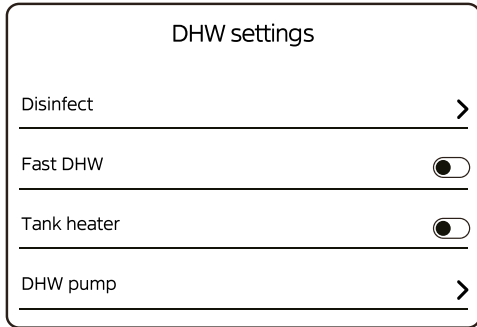 DHW settings
Disinfect
Fast DHW
Tank heater
DHW pump